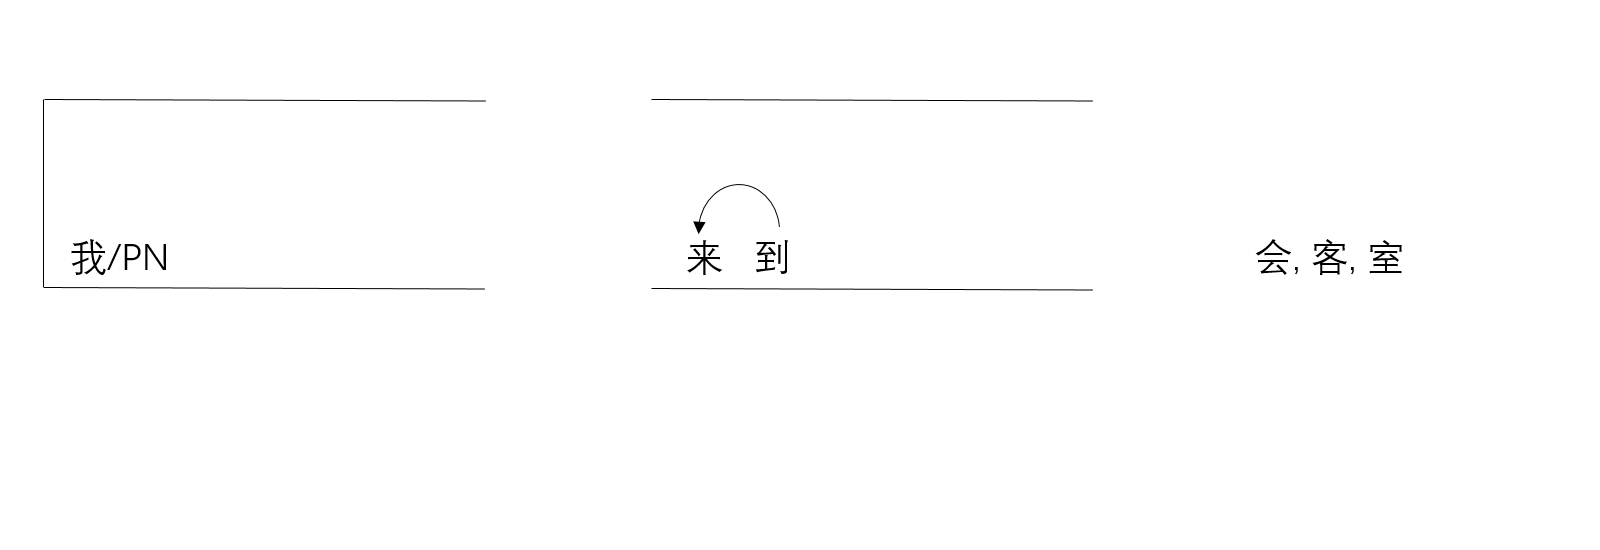 我/PN 来 到 会, 客, 室